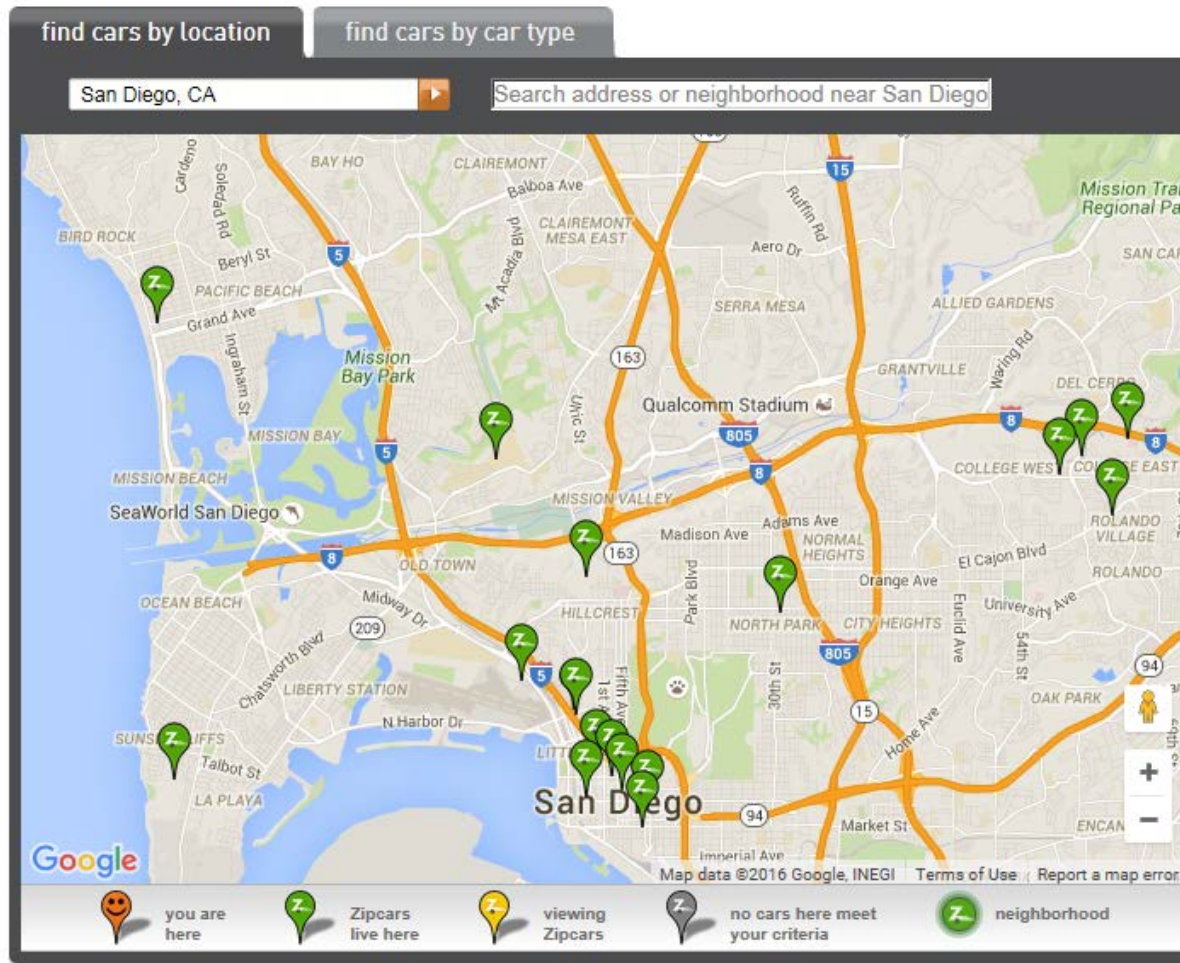 find cars by location
find cars by car type
San Diego, CA
Search address or neighborhood near San Diego
Cardeno
Soledad Rd
BAY HO
CLAIREMONT
Balboa Ave
15
Mission Tra
Regional Pa
BIRD ROCK
Beryl St
5
Mt Acadia Blvd
CLAIREMONT
MESA EAST
Ruffin Rd
Aero Dr
SAN CAR
PACIFIC BEACH
Grand Ave
Ingraham St
SERRA MESA
ALLIED GARDENS
Mission
Bay Park
163
Waring Rd
GRANTVILLE
DEL CERRO
Ulric St
Qualcomm Stadium
8
805
8
MISSION BAY
5
8
COLLEGE WEST
COLLEGE EAST
MISSION BEACH
MISSION VALLEY
SeaWorld San Diego
Madison Ave
Adams Ave
NORMAL
HEIGHTS
ROLANDO
VILLAGE
8
OLD TOWN
163
El Cajon Blvd
ROLANDO
Orange Ave
OCEAN BEACH
Midway Dr
HILLCREST
Park Blvd
NORTH PARK
CITY HEIGHTS
Euclid Ave
University Ave
209
Chatsworth Blvd
805
54th St
94
5
LIBERTY STATION
1st Ave
Fifth Ave
30th St
OAK PARK
N Harbor Dr
15
Home Ave
69th St
SUNSET CLIFFS
Talbot St
LITTLE
LA PLAYA
San Diego
94
Market St
ENCAN
Imperial Ave
Google
Map data ©2016 Google, INEGI
Terms of Use
Report a map error
you are
here
Zipcars
live here
viewing
Zipcars
no cars here meet
your criteria
neighborhood